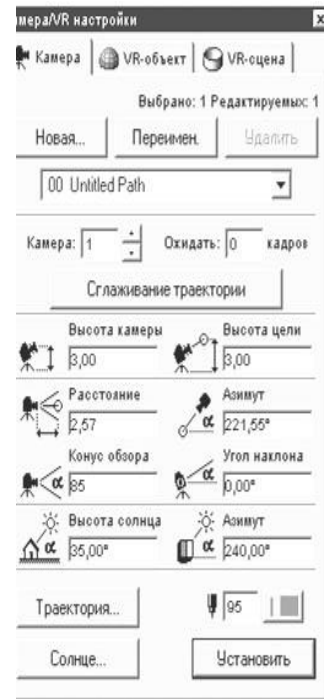 мера/VR настройки
Камера VR-объект VR-сцена
Выбрано: 1 Редактируемых: 1
Новая... Переимен. Удалить
00 Untitled Path
Камера: 1 Ожидать: 0 кадров
Сглаживание траектории
Высота камеры Высота цели
3,00 3,00
Расстояние Азимут
2,57 α 221,55°
Конус обзора Угол наклона
α 85 α 0,00°
Высота солнца Азимут
α 35,00° α 240,00°
Траектория... 95
Солнце... Установить